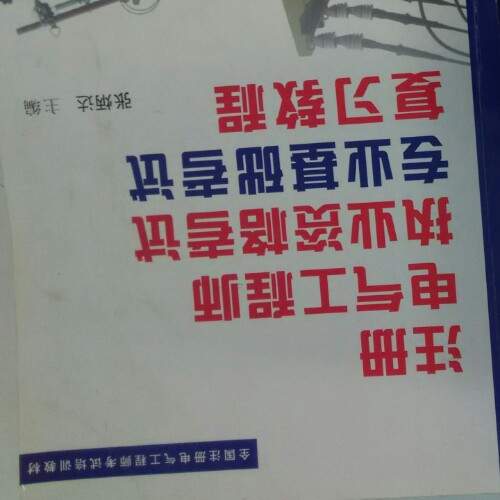 全国注册电气工程师考试培训教材
注册
电气工程师
执业资格考试
专业基础考试
复习教程
张炳达 主编